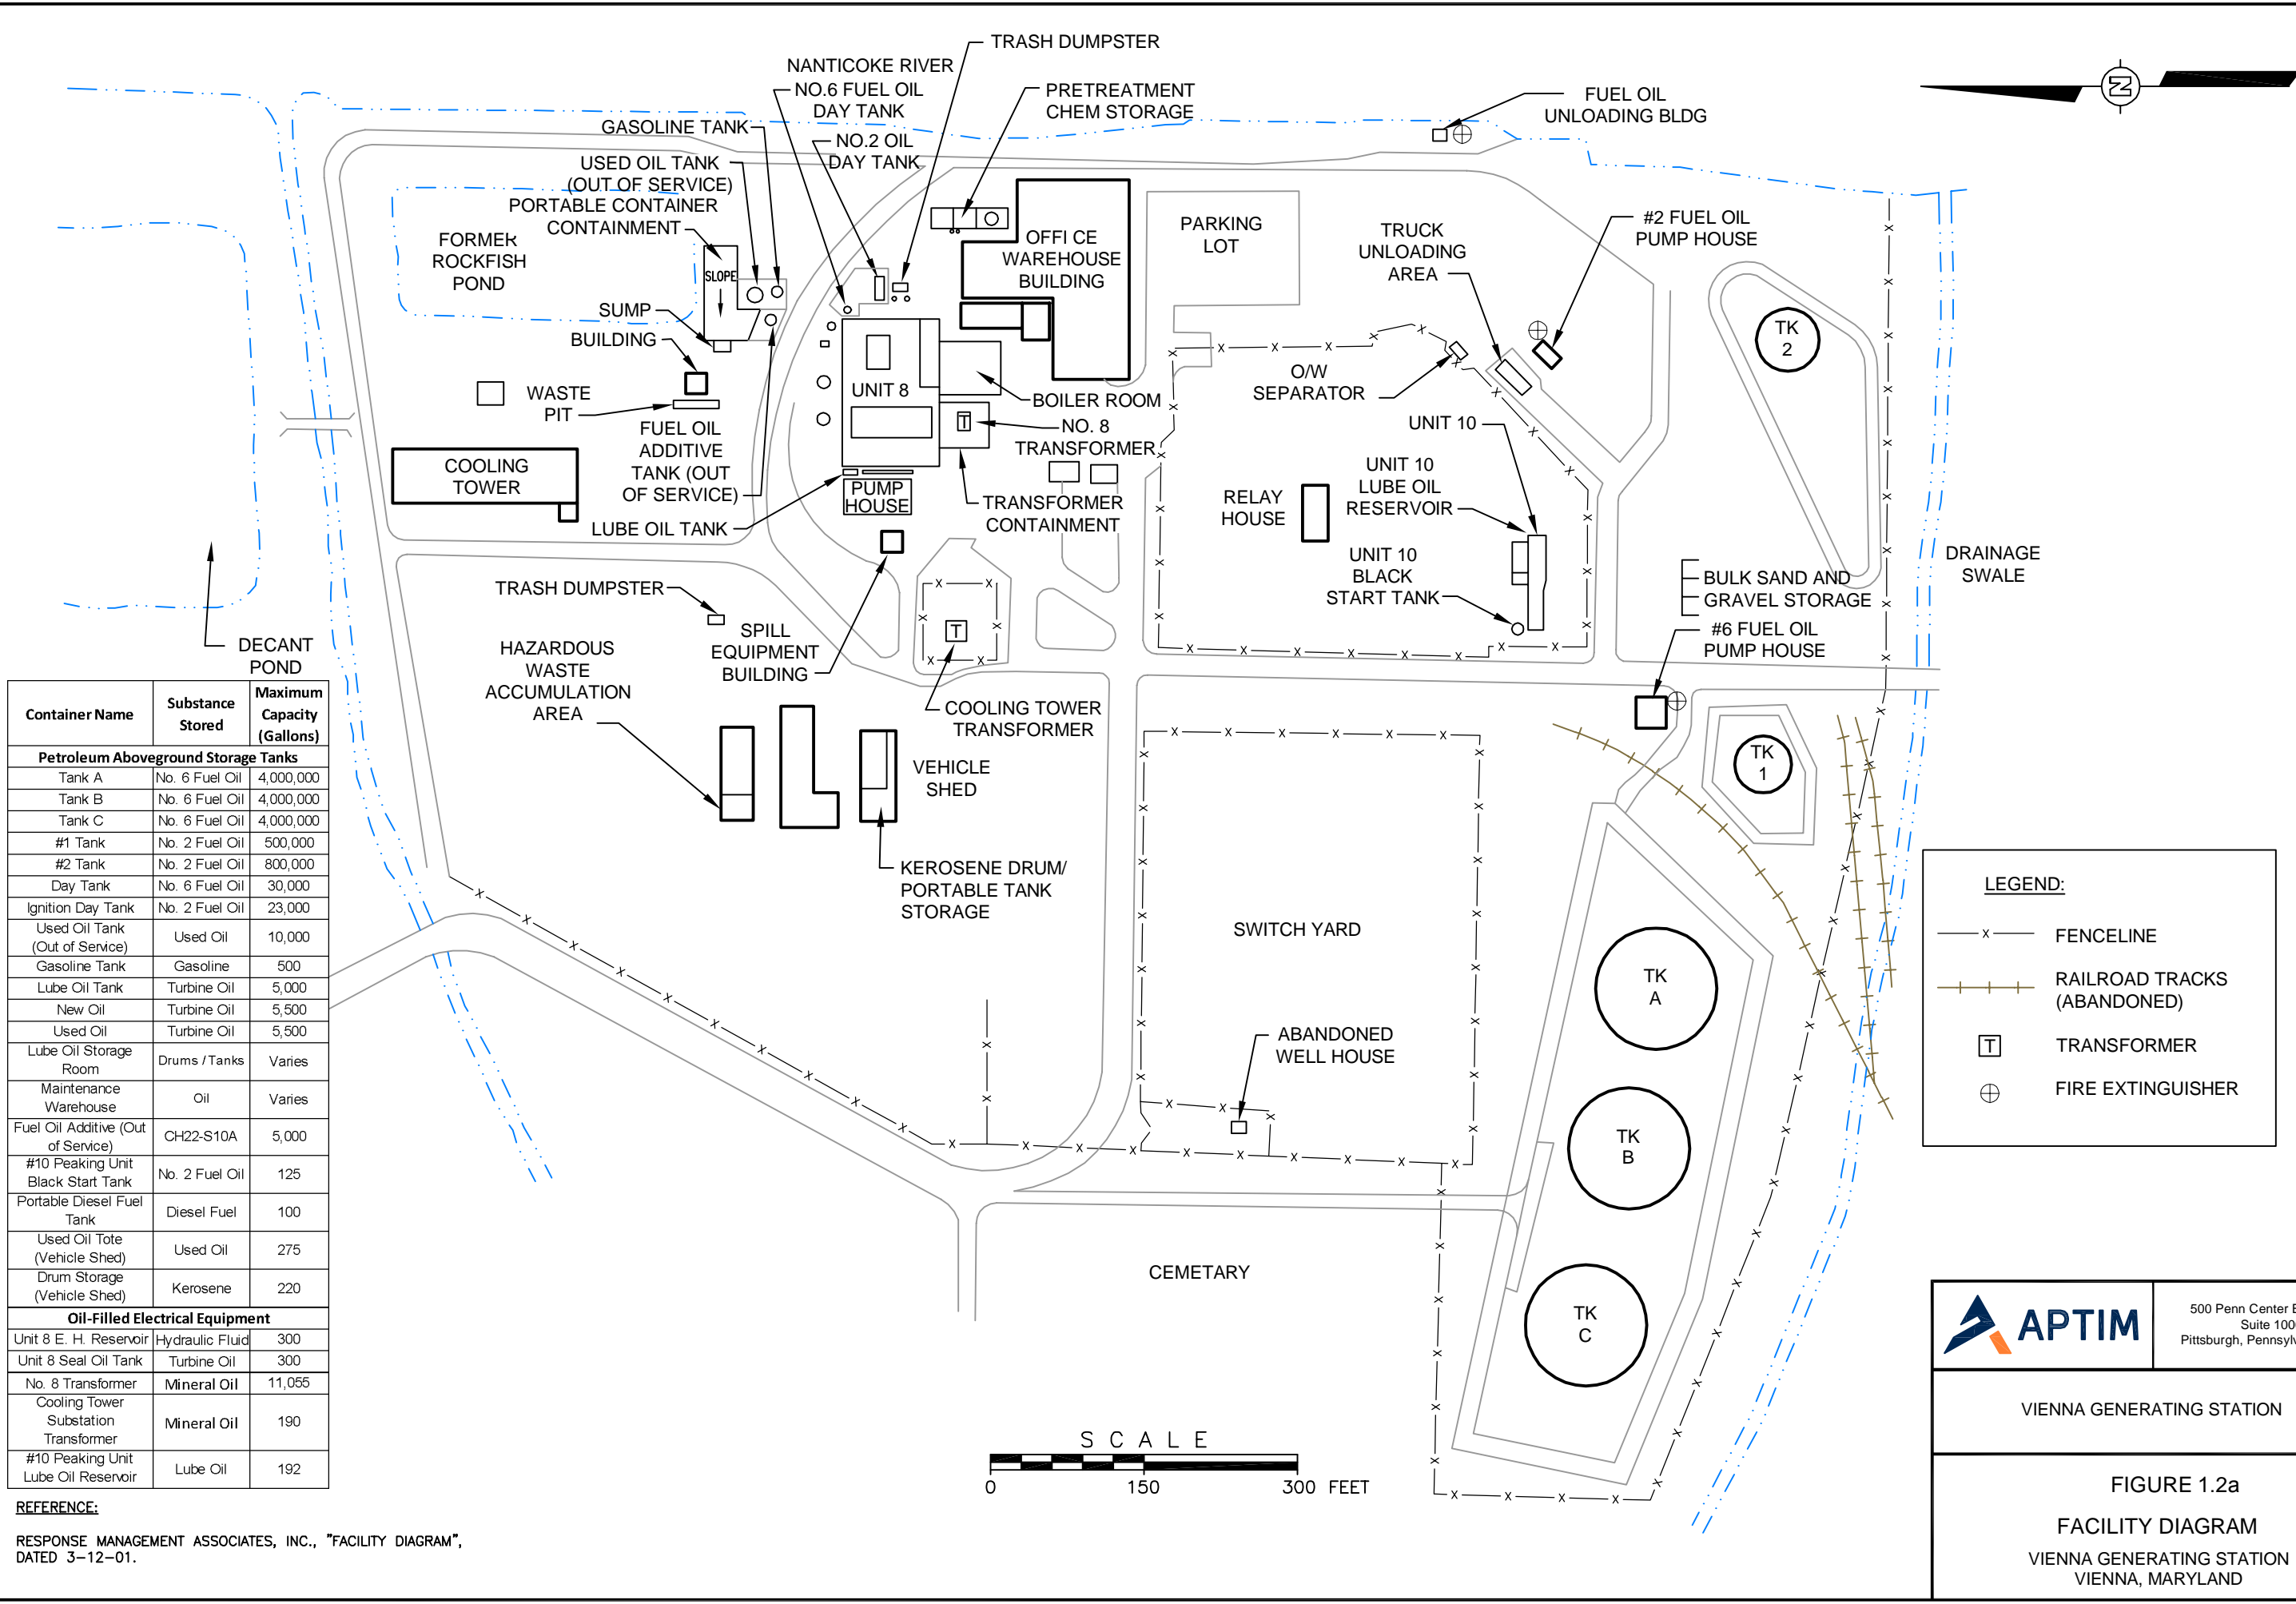 TRASH DUMPSTER
NANTICOKE RIVER
NO.6 FUEL OIL
DAY TANK
PRETREATMENT
CHEM STORAGE
FUEL OIL
UNLOADING BLDG
N
GASOLINE TANK
NO.2 OIL
DAY TANK
USED OIL TANK
(OUT OF SERVICE)
PORTABLE CONTAINER
CONTAINMENT
FORMER
ROCKFISH
POND
SLOPE
OFFI CE
WAREHOUSE
BUILDING
PARKING
LOT
TRUCK
UNLOADING
AREA
#2 FUEL OIL
PUMP HOUSE
SUMP
BUILDING
TK
2
WASTE
PIT
UNIT 8
O/W
SEPARATOR
BOILER ROOM
T
NO. 8
TRANSFORMER
FUEL OIL
ADDITIVE
TANK (OUT
OF SERVICE)
UNIT 10
COOLING
TOWER
UNIT 10
LUBE OIL
RESERVOIR
PUMP
HOUSE
TRANSFORMER
CONTAINMENT
RELAY
HOUSE
LUBE OIL TANK
UNIT 10
BLACK
START TANK
DRAINAGE
SWALE
BULK SAND AND
GRAVEL STORAGE
TRASH DUMPSTER
SPILL
EQUIPMENT
BUILDING
T
#6 FUEL OIL
PUMP HOUSE
DECANT
POND
HAZARDOUS
WASTE
ACCUMULATION
AREA
COOLING TOWER
TRANSFORMER
TK
1
VEHICLE
SHED
KEROSENE DRUM/
PORTABLE TANK
STORAGE
SWITCH YARD
TK
A
ABANDONED
WELL HOUSE
TK
B
CEMETARY
TK
C
Container Name Substance Stored Maximum Capacity (Gallons)
Petroleum Aboveground Storage Tanks
Tank A No. 6 Fuel Oil 4,000,000
Tank B No. 6 Fuel Oil 4,000,000
Tank C No. 6 Fuel Oil 4,000,000
#1 Tank No. 2 Fuel Oil 500,000
#2 Tank No. 2 Fuel Oil 800,000
Day Tank No. 6 Fuel Oil 30,000
Ignition Day Tank No. 2 Fuel Oil 23,000
Used Oil Tank (Out of Service) Used Oil 10,000
Gasoline Tank Gasoline 500
Lube Oil Tank Turbine Oil 5,000
New Oil Turbine Oil 5,500
Used Oil Turbine Oil 5,500
Lube Oil Storage Room Drums / Tanks Varies
Maintenance Warehouse Oil Varies
Fuel Oil Additive (Out of Service) CH22-S10A 5,000
#10 Peaking Unit Black Start Tank No. 2 Fuel Oil 125
Portable Diesel Fuel Tank Diesel Fuel 100
Used Oil Tote (Vehicle Shed) Used Oil 275
Drum Storage (Vehicle Shed) Kerosene 220
Oil-Filled Electrical Equipment
Unit 8 E. H. Reservoir Hydraulic Fluid 300
Unit 8 Seal Oil Tank Turbine Oil 300
No. 8 Transformer Mineral Oil 11,055
Cooling Tower Substation Transformer Mineral Oil 190
#10 Peaking Unit Lube Oil Reservoir Lube Oil 192
REFERENCE:
RESPONSE MANAGEMENT ASSOCIATES, INC., "FACILITY DIAGRAM",
DATED 3-12-01.
SCALE
0 150 300 FEET
LEGEND:
x FENCELINE
RAILROAD TRACKS
(ABANDONED)
T TRANSFORMER
FIRE EXTINGUISHER
APTIM
500 Penn Center
Suite 100
Pittsburgh,
VIENNA GENERATING STATION
FIGURE 1.2a
FACILITY DIAGRAM
VIENNA GENERATING STATION
VIENNA, MARYLAND